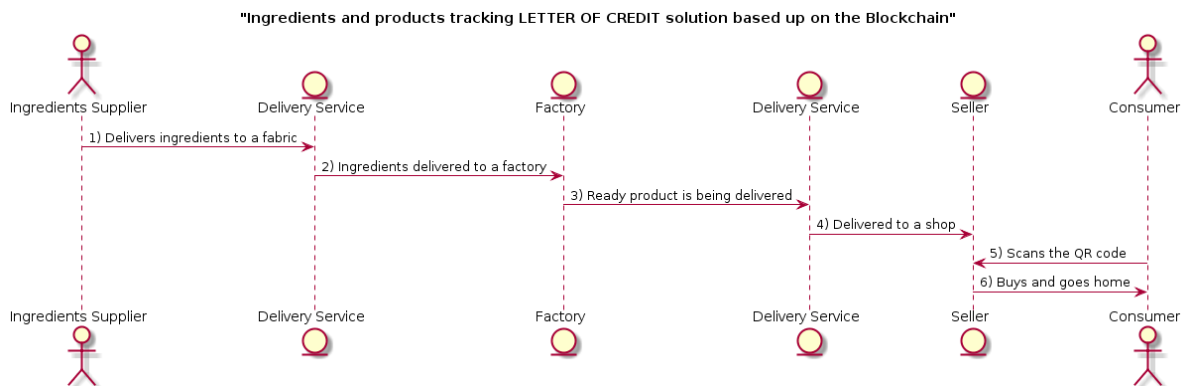 "Ingredients and products tracking LETTER OF CREDIT solution based up on the Blockchain"
Ingredients Supplier Delivery Service Factory Delivery Service Seller Consumer
1) Delivers ingredients to a fabric
2) Ingredients delivered to a factory
3) Ready product is being delivered
4) Delivered to a shop
5) Scans the QR code
6) Buys and goes home
Ingredients Supplier Delivery Service Factory Delivery Service Seller Consumer